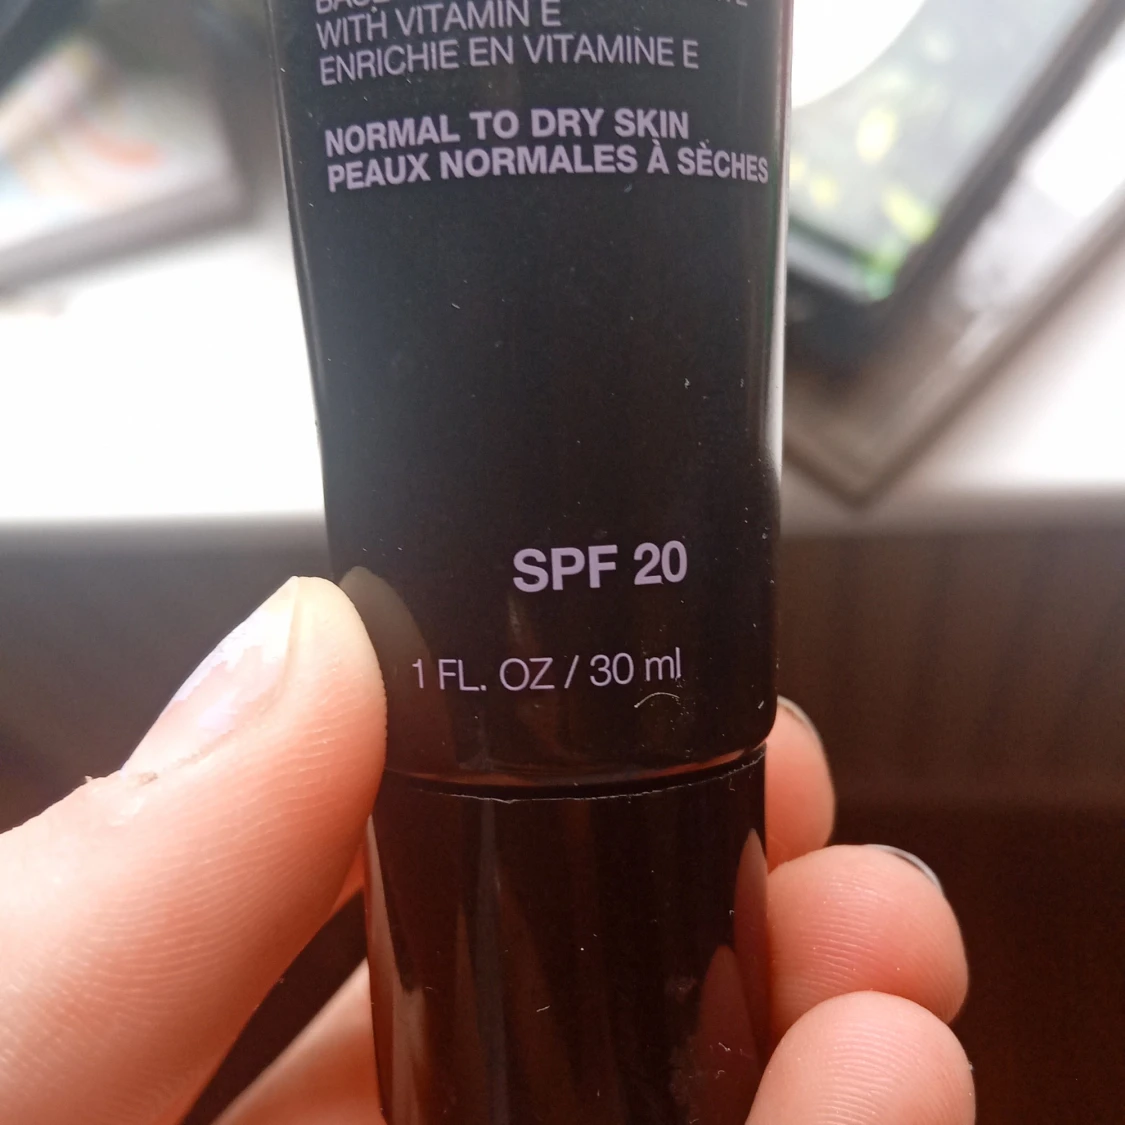 WITH VITAMIN E
ENRICHIE EN VITAMINE E
NORMAL TO DRY SKIN
PEAUX NORMALES À SÈCHES
SPF 20
1 FL. OZ / 30 ml